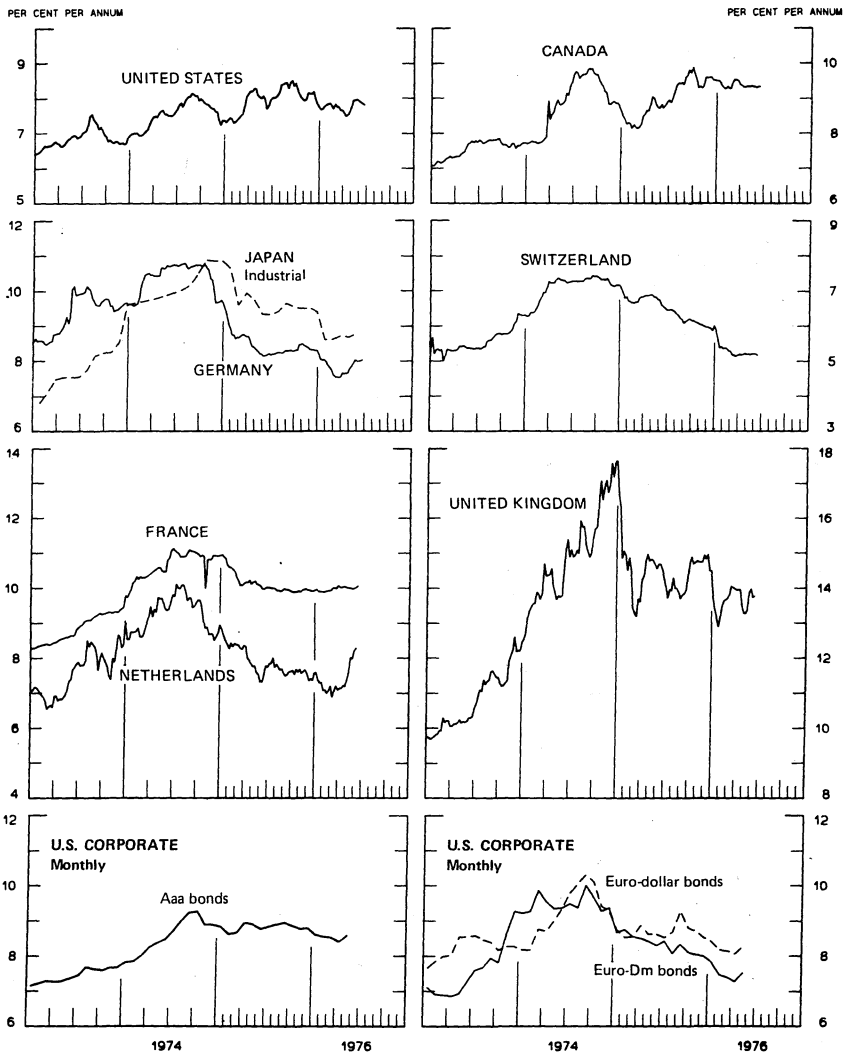 PER CENT PER ANNUM
PER CENT PER ANNUM
UNITED STATES
9
7
5
CANADA
10
8
6
JAPAN
Industrial
GERMANY
12
10
8
6
SWITZERLAND
9
7
5
3
FRANCE
NETHERLANDS
14
12
10
8
6
4
UNITED KINGDOM
18
16
14
12
10
8
U.S. CORPORATE
Monthly
Aaa bonds
12
10
8
6
1974
1976
U.S. CORPORATE
Monthly
Euro-dollar bonds
Euro-Dm bonds
12
10
8
6
1974
1976